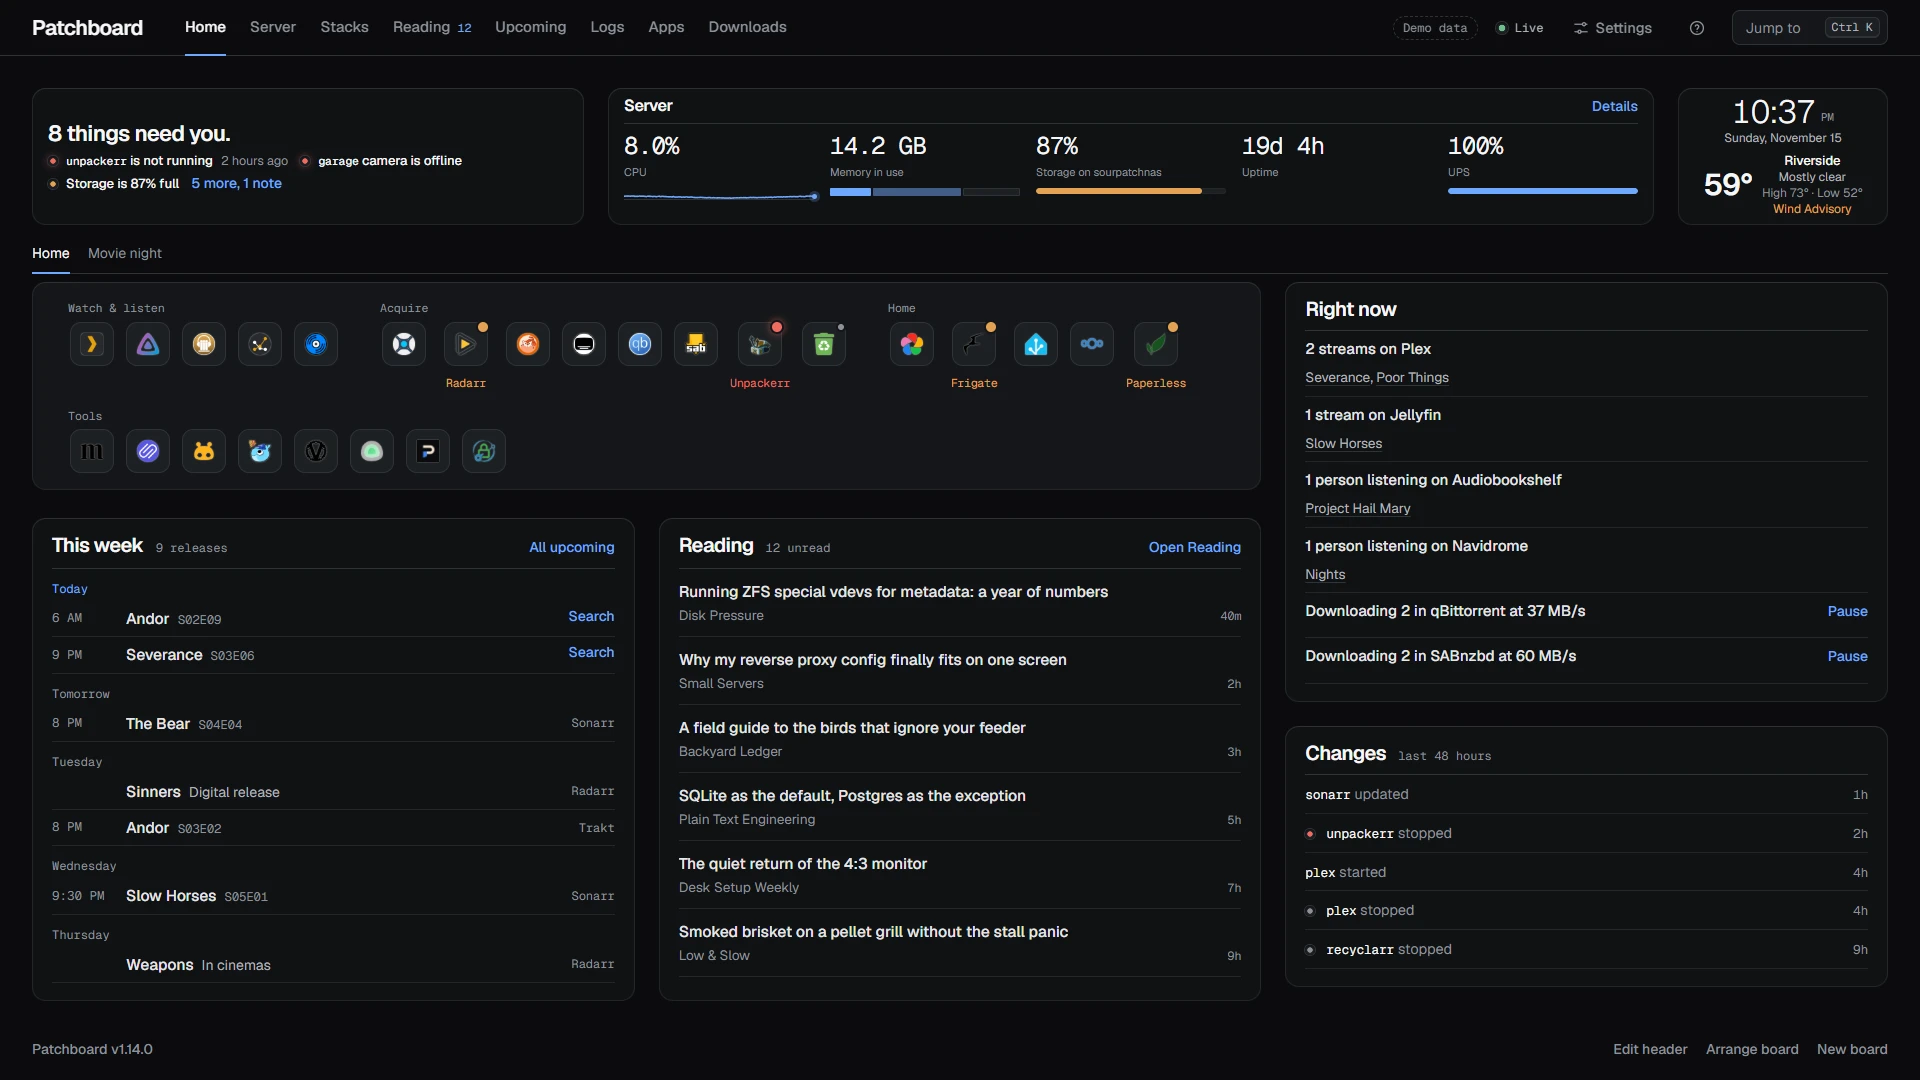 Patchboard
Home
Server
Stacks
Reading 12
Upcoming
Logs
Apps
Downloads
Demo data
Live
Settings
Jump to
Ctrl K
8 things need you.
unpackerr is not running 2 hours ago
garage camera is offline
Storage is 87% full
5 more, 1 note
Server
Details
8.0%
CPU
14.2 GB
Memory in use
87%
Storage on sourpatchnas
19d 4h
Uptime
100%
UPS
10:37 PM
Sunday, November 15
59°
Riverside
Mostly clear
High 73° · Low 52°
Wind Advisory
Home
Movie night
Watch & listen
Acquire
Radarr
qb
sab
Unpackerr
Home
Frigate
Paperless
Tools
This week 9 releases
All upcoming
Today
6 AM Andor S02E09 Search
9 PM Severance S03E06 Search
Tomorrow
8 PM The Bear S04E04 Sonarr
Tuesday
Sinners Digital release Radarr
8 PM Andor S03E02 Trakt
Wednesday
9:30 PM Slow Horses S05E01 Sonarr
Thursday
Weapons In cinemas Radarr
Reading 12 unread
Open Reading
Running ZFS special vdevs for metadata: a year of numbers
Disk Pressure 40m
Why my reverse proxy config finally fits on one screen
Small Servers 2h
A field guide to the birds that ignore your feeder
Backyard Ledger 3h
SQLite as the default, Postgres as the exception
Plain Text Engineering 5h
The quiet return of the 4:3 monitor
Desk Setup Weekly 7h
Smoked brisket on a pellet grill without the stall panic
Low & Slow 9h
Right now
2 streams on Plex
Severance, Poor Things
1 stream on Jellyfin
Slow Horses
1 person listening on Audiobookshelf
Project Hail Mary
1 person listening on Navidrome
Nights
Downloading 2 in qBittorrent at 37 MB/s Pause
Downloading 2 in SABnzbd at 60 MB/s Pause
Changes last 48 hours
sonarr updated 1h
unpackerr stopped 2h
plex started 4h
plex stopped 4h
recyclarr stopped 9h
Patchboard v1.14.0
Edit header
Arrange board
New board